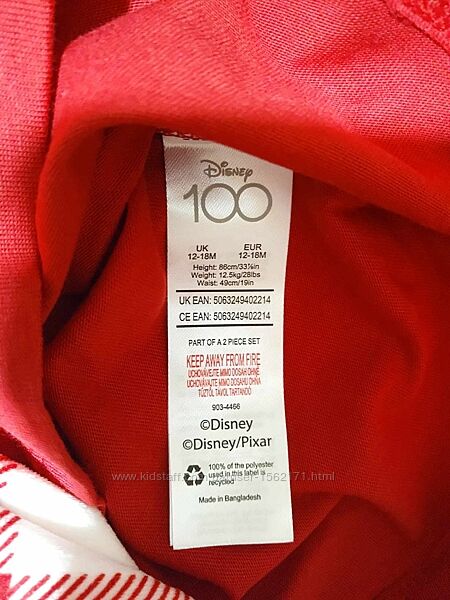 Disney
100
UK EUR
12-18M 12-18M
Height: 86cm/33⅞in
Weight: 12.5kg/28lbs
Waist: 49cm/19in
UK EAN: 5063249402214
CE EAN: 5063249402214
PART OF A 2 PIECE SET
KEEP AWAY FROM FIRE
UCHOVÁVEJTE MIMO DOSAH OHNĚ
UCHOVÁVAJTE MIMO DOSAHU OHŇA
TŰZTŐL TÁVOL TARTANDÓ
903-4466
©Disney
©Disney/Pixar
100% of the polyester
used in this label is
recycled
Made in Bangladesh